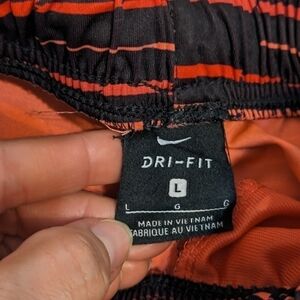 DRI-FIT
L
L G G
MADE IN VIETNAM
FABRIQUE AU VIETNAM